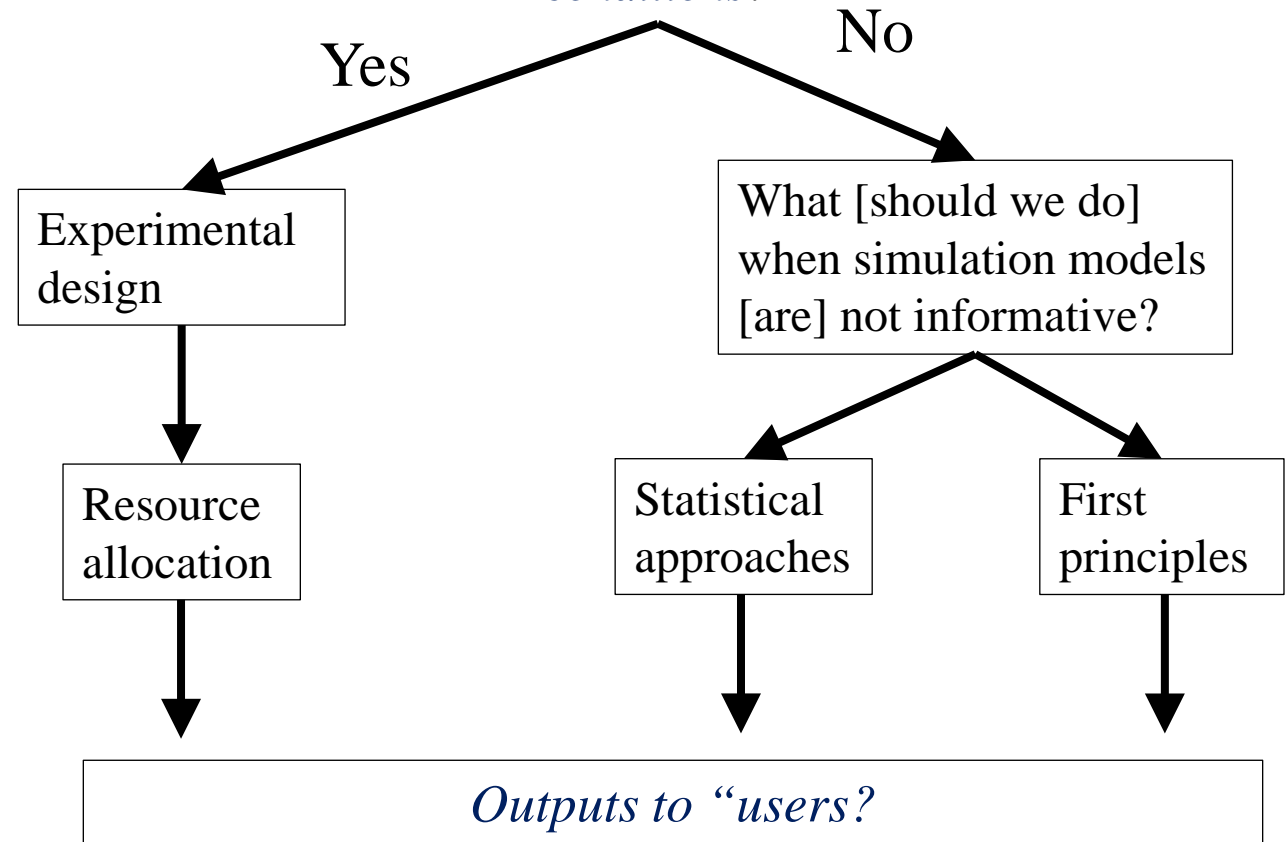 Yes
No
Experimental
design
What [should we do]
when simulation models
[are] not informative?
Resource
allocation
Statistical
approaches
First
principles
Outputs to “users?